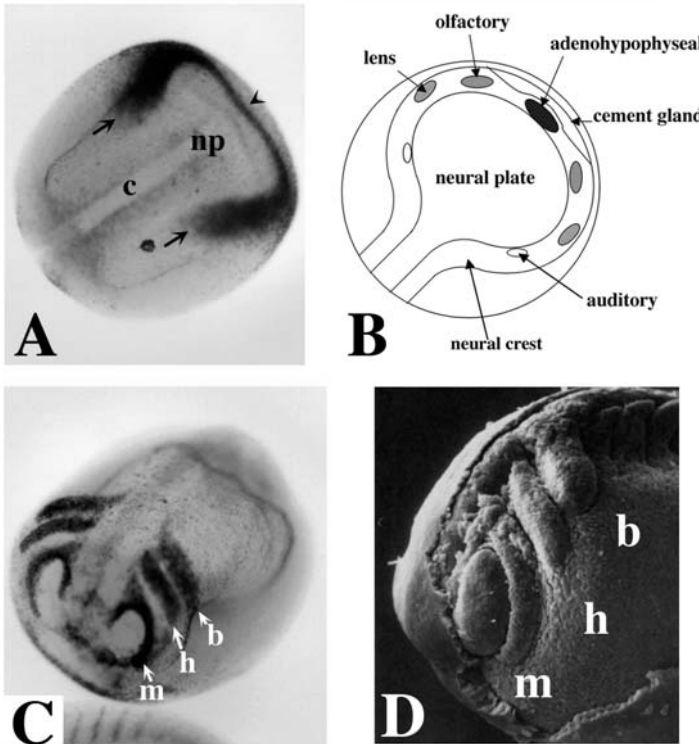 np
c
A
olfactory
adenohypophyseal
lens
cement gland
neural plate
auditory
neural crest
B
b
h
m
C
b
h
m
D